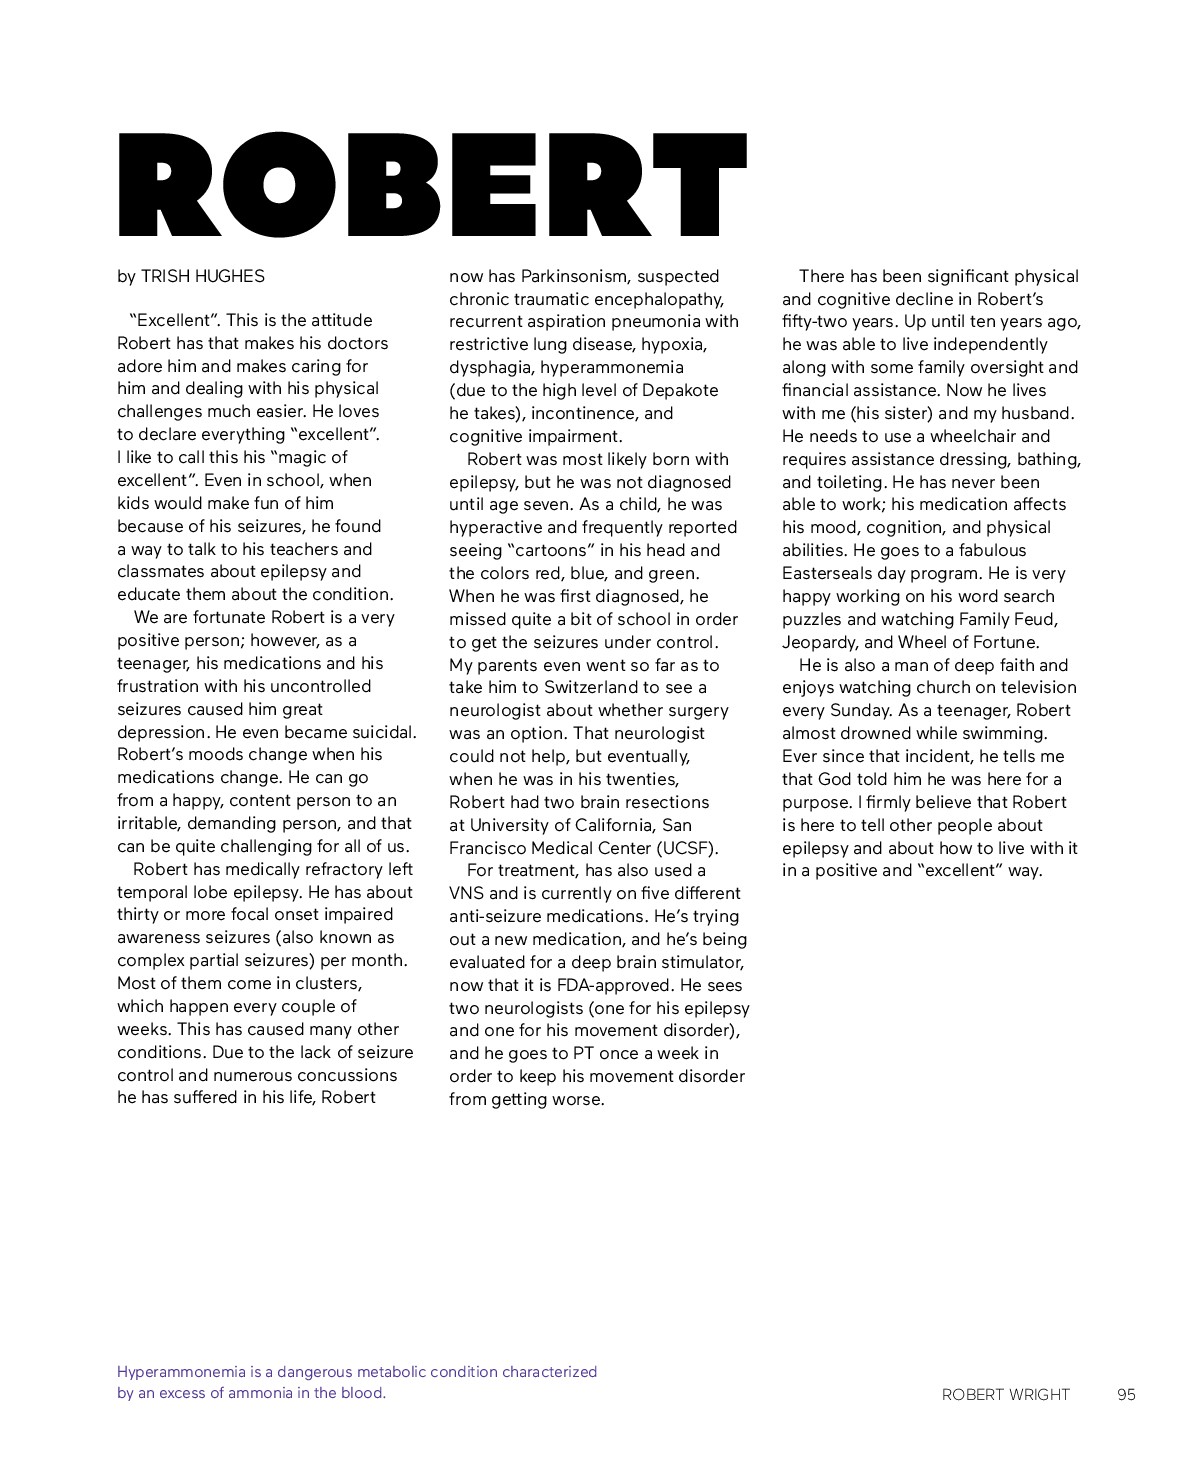 ROBERT
by TRISH HUGHES
“Excellent”. This is the attitude
Robert has that makes his doctors
adore him and makes caring for
him and dealing with his physical
challenges much easier. He loves
to declare everything “excellent”.
I like to call this his “magic of
excellent”. Even in school, when
kids would make fun of him
because of his seizures, he found
a way to talk to his teachers and
classmates about epilepsy and
educate them about the condition.
We are fortunate Robert is a very
positive person; however, as a
teenager, his medications and his
frustration with his uncontrolled
seizures caused him great
depression. He even became suicidal.
Robert’s moods change when his
medications change. He can go
from a happy, content person to an
irritable, demanding person, and that
can be quite challenging for all of us.
Robert has medically refractory left
temporal lobe epilepsy. He has about
thirty or more focal onset impaired
awareness seizures (also known as
complex partial seizures) per month.
Most of them come in clusters,
which happen every couple of
weeks. This has caused many other
conditions. Due to the lack of seizure
control and numerous concussions
he has suffered in his life, Robert
now has Parkinsonism, suspected
chronic traumatic encephalopathy,
recurrent aspiration pneumonia with
restrictive lung disease, hypoxia,
dysphagia, hyperammonemia
(due to the high level of Depakote
he takes), incontinence, and
cognitive impairment.
Robert was most likely born with
epilepsy, but he was not diagnosed
until age seven. As a child, he was
hyperactive and frequently reported
seeing “cartoons” in his head and
the colors red, blue, and green.
When he was first diagnosed, he
missed quite a bit of school in order
to get the seizures under control.
My parents even went so far as to
take him to Switzerland to see a
neurologist about whether surgery
was an option. That neurologist
could not help, but eventually,
when he was in his twenties,
Robert had two brain resections
at University of California, San
Francisco Medical Center (UCSF).
For treatment, has also used a
VNS and is currently on five different
anti-seizure medications. He’s trying
out a new medication, and he’s being
evaluated for a deep brain stimulator,
now that it is FDA-approved. He sees
two neurologists (one for his epilepsy
and one for his movement disorder),
and he goes to PT once a week in
order to keep his movement disorder
from getting worse.
There has been significant physical
and cognitive decline in Robert’s
fifty-two years. Up until ten years ago,
he was able to live independently
along with some family oversight and
financial assistance. Now he lives
with me (his sister) and my husband.
He needs to use a wheelchair and
requires assistance dressing, bathing,
and toileting. He has never been
able to work; his medication affects
his mood, cognition, and physical
abilities. He goes to a fabulous
Easterseals day program. He is very
happy working on his word search
puzzles and watching Family Feud,
Jeopardy, and Wheel of Fortune.
He is also a man of deep faith and
enjoys watching church on television
every Sunday. As a teenager, Robert
almost drowned while swimming.
Ever since that incident, he tells me
that God told him he was here for a
purpose. I firmly believe that Robert
is here to tell other people about
epilepsy and about how to live with it
in a positive and “excellent” way.
Hyperammonemia is a dangerous metabolic condition characterized
by an excess of ammonia in the blood.
ROBERT WRIGHT 95